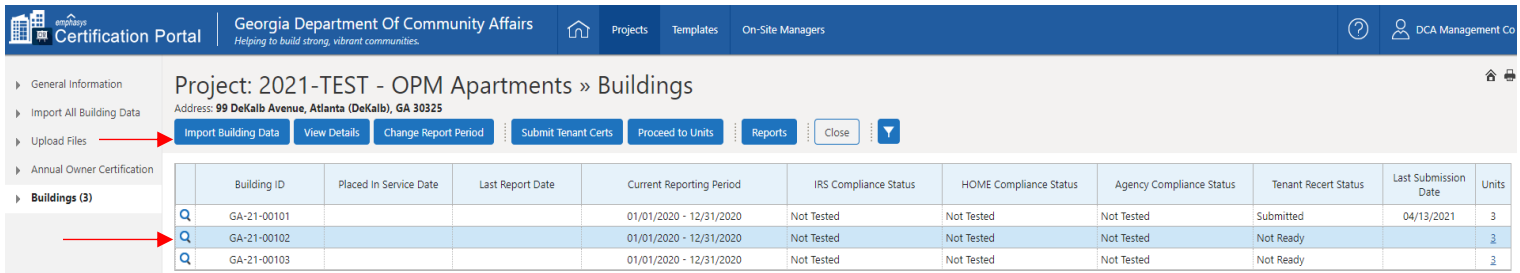 emphasys
Certification Portal
Georgia Department Of Community Affairs
Helping to build strong, vibrant communities.
Projects
Templates
On-Site Managers
DCA Management Co
General Information
Import All Building Data
Upload Files
Annual Owner Certification
Buildings (3)
Project: 2021-TEST - OPM Apartments » Buildings
Address: 99 DeKalb Avenue, Atlanta (DeKalb), GA 30325
Import Building Data View Details Change Report Period Submit Tenant Certs Proceed to Units Reports Close
Building ID Placed In Service Date Last Report Date Current Reporting Period IRS Compliance Status HOME Compliance Status Agency Compliance Status Tenant Recert Status Last Submission Date Units
GA-21-00101 01/01/2020 - 12/31/2020 Not Tested Not Tested Not Tested Submitted 04/13/2021 3
GA-21-00102 01/01/2020 - 12/31/2020 Not Tested Not Tested Not Tested Not Ready 3
GA-21-00103 01/01/2020 - 12/31/2020 Not Tested Not Tested Not Tested Not Ready 3